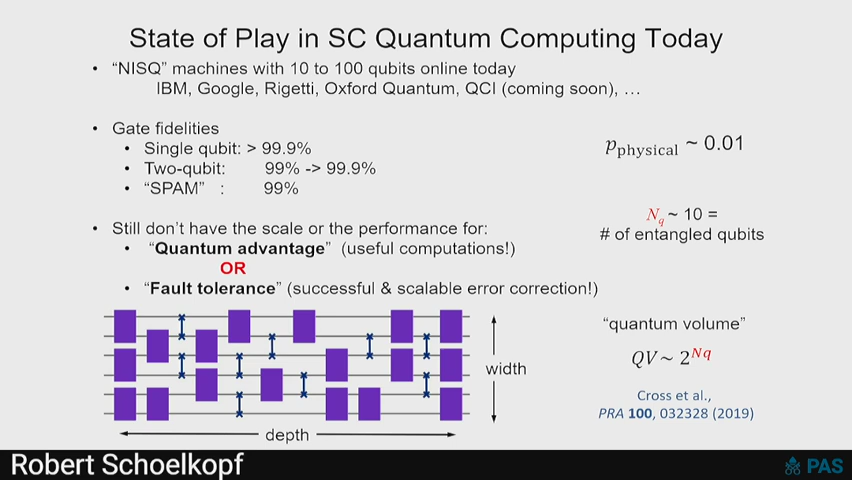 State of Play in SC Quantum Computing Today
• “NISQ” machines with 10 to 100 qubits online today
IBM, Google, Rigetti, Oxford Quantum, QCI (coming soon), …
• Gate fidelities
• Single qubit: > 99.9%
• Two-qubit: 99% -> 99.9%
• “SPAM” : 99%
p_physical ~ 0.01
N_q ~ 10 =
# of entangled qubits
• Still don’t have the scale or the performance for:
• “Quantum advantage” (useful computations!)
OR
• “Fault tolerance” (successful & scalable error correction!)
width
depth
“quantum volume”
QV ~ 2^Nq
Cross et al.,
PRA 100, 032328 (2019)
Robert Schoelkopf
PAS